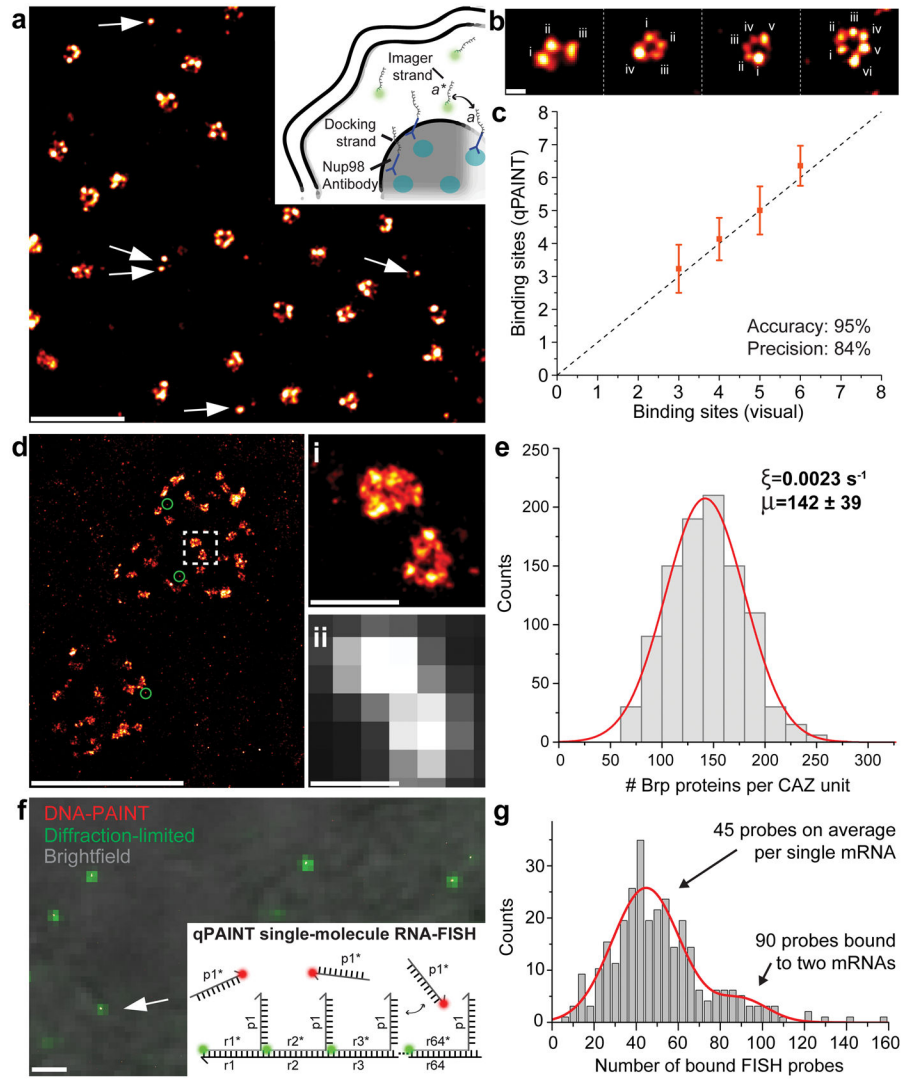 a
Imager
strand
a*
a
Docking
strand
Nup98
Antibody
b
i
ii
iii
i
ii
iii
iv
i
ii
iii
iv
v
i
ii
iii
iv
v
vi
c
Binding sites (qPAINT)
8
7
6
5
4
3
2
1
0
0 1 2 3 4 5 6 7 8
Accuracy: 95%
Precision: 84%
Binding sites (visual)
d
i
ii
e
Counts
250
200
150
100
50
0
ξ=0.0023 s-1
μ=142 ± 39
0 50 100 150 200 250 300
# Brp proteins per CAZ unit
f
DNA-PAINT
Diffraction-limited
Brightfield
qPAINT single-molecule RNA-FISH
p1* p1* p1*
p1 p1 p1 p1
r1* r2* r3* r64*
r1 r2 r3 r64
g
Counts
30
20
10
0
45 probes on average
per single mRNA
90 probes bound
to two mRNAs
0 20 40 60 80 100 120 140 160
Number of bound FISH probes